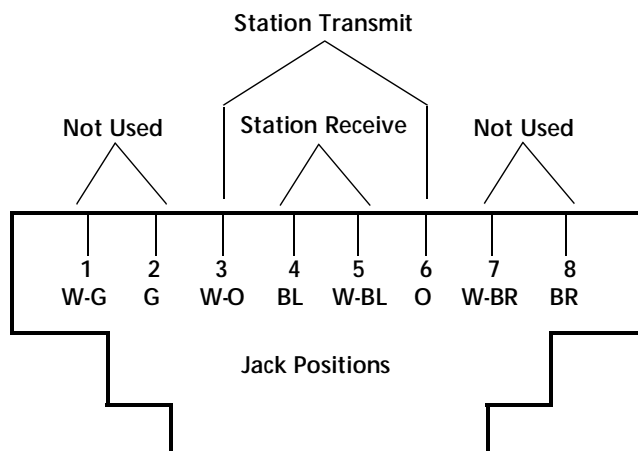 Station Transmit
Not Used Station Receive Not Used
1 2 3 4 5 6 7 8
W-G G W-O BL W-BL O W-BR BR
Jack Positions